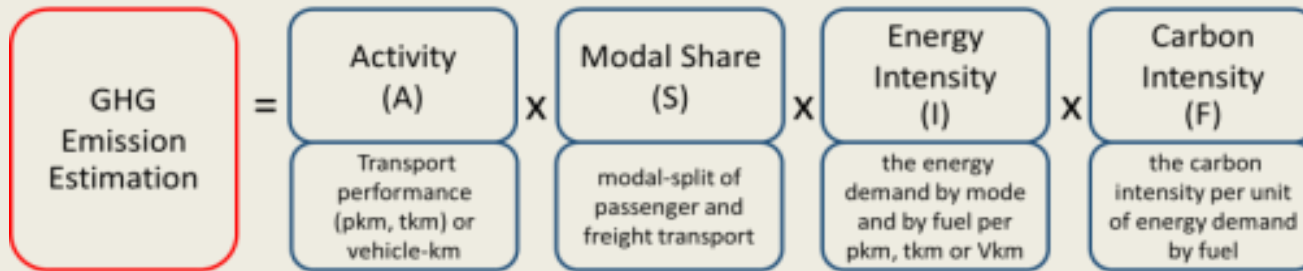 GHG
Emission
Estimation
=
Activity
(A)
Transport
performance
(pkm, tkm) or
vehicle-km
x
Modal Share
(S)
modal-split of
passenger and
freight transport
x
Energy
Intensity
(I)
the energy
demand by mode
and by fuel per
pkm, tkm or Vkm
x
Carbon
Intensity
(F)
the carbon
intensity per unit
of energy demand
by fuel